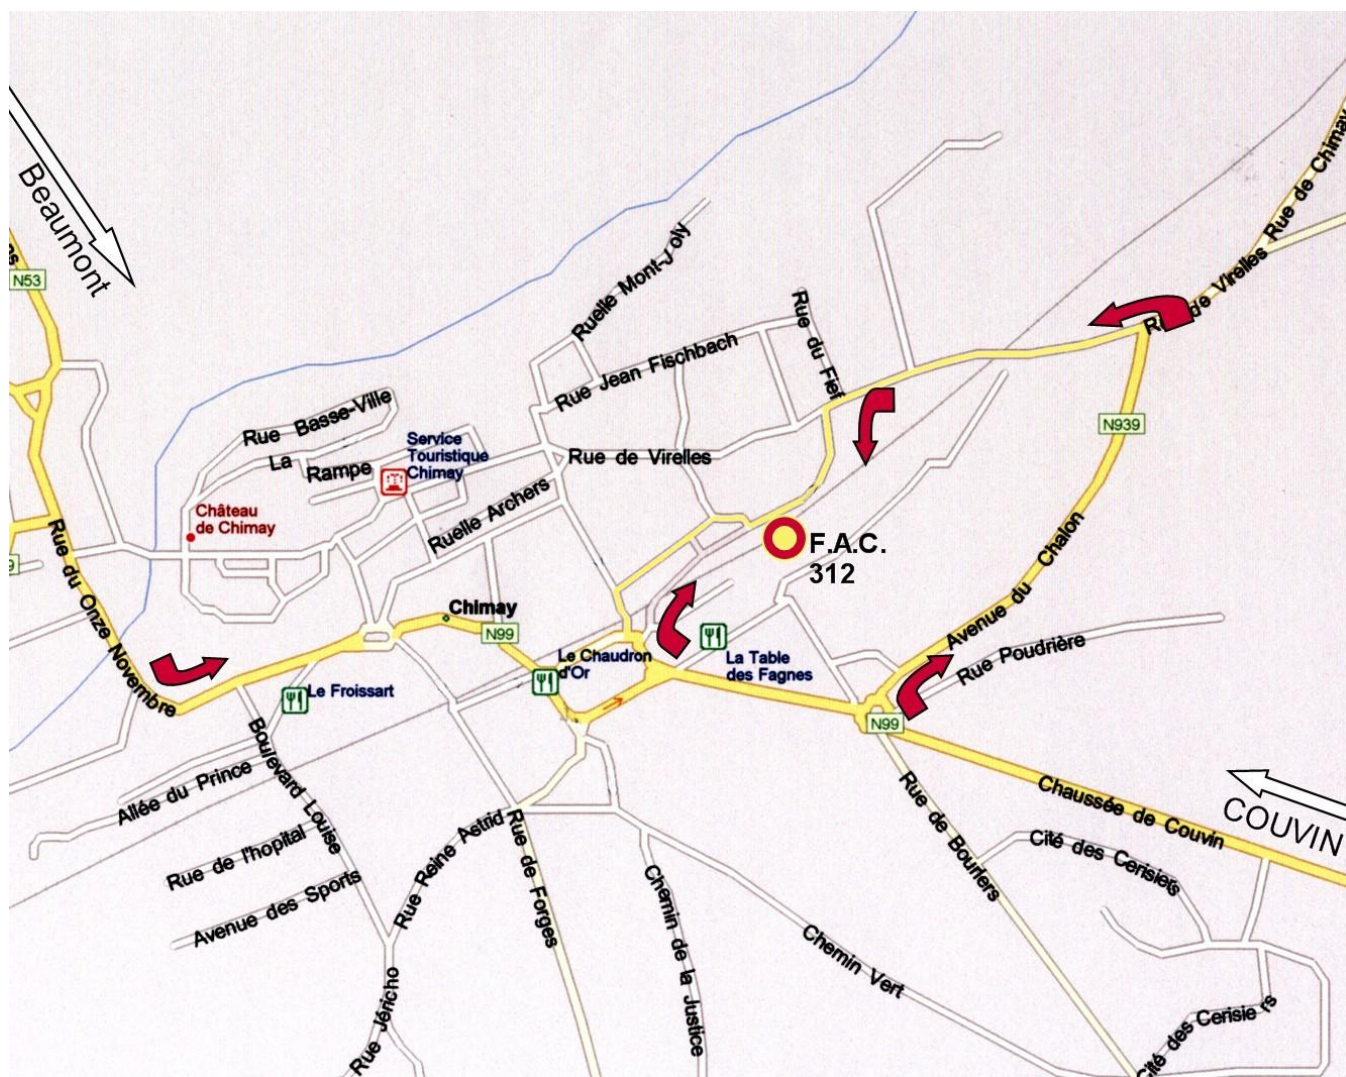 Beaumont
N53
Ruelle Mont-Joly
Rue de Chimay
Rue de Virelles
Rue du Fief
Rue Jean Fischbach
Rue Basse-Ville
La Rampe
Service
Touristique
Chimay
Rue de Virelles
N939
Ruelle Archers
Château
de Chimay
Rue du Onze Novembre
F.A.C.
312
Avenue du Chalon
Chimay
N99
Rue Poudrière
Le Chaudron
d'Or
La Table
des Fagnes
Le Froissart
N99
Boulevard Louise
Allée du Prince
Chaussée de Couvin
COUVIN
Rue de Bourlers
Cité des Cerisiers
Rue de l'hopital
Rue Reine Astrid
Rue de Forges
Avenue des Sports
Chemin de la Justice
Chemin Vert
Rue Jéricho
Cité des Cerisiers